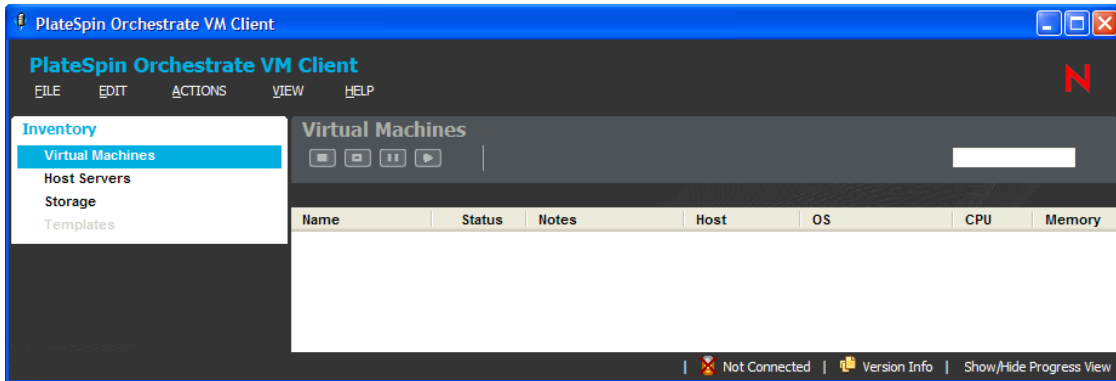 PlateSpin Orchestrate VM Client
PlateSpin Orchestrate VM Client
N
FILE EDIT ACTIONS VIEW HELP
Inventory
Virtual Machines
Host Servers
Storage
Templates
Virtual Machines
Name Status Notes Host OS CPU Memory
| Not Connected | Version Info | Show/Hide Progress View